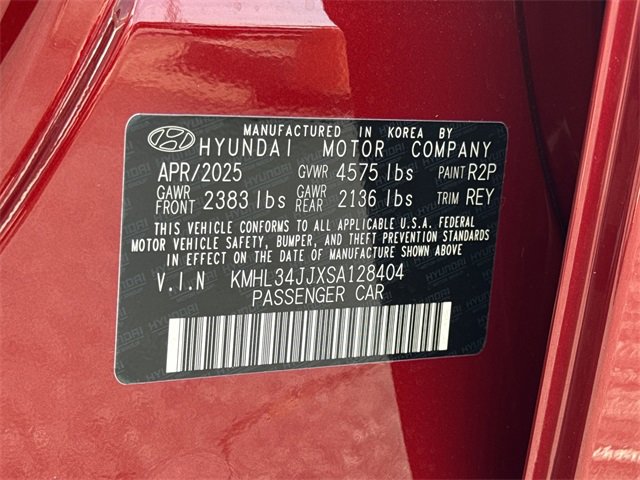 MANUFACTURED IN KOREA BY
HYUNDAI MOTOR COMPANY
APR/2025 GVWR 4575 lbs PAINT R2P
GAWR FRONT 2383 lbs GAWR REAR 2136 lbs TRIM REY
THIS VEHICLE CONFORMS TO ALL APPLICABLE U.S.A. FEDERAL
MOTOR VEHICLE SAFETY, BUMPER, AND THEFT PREVENTION STANDARDS
IN EFFECT ON THE DATE OF MANUFACTURE SHOWN ABOVE
V.I.N KMHL34JJXSA128404
PASSENGER CAR